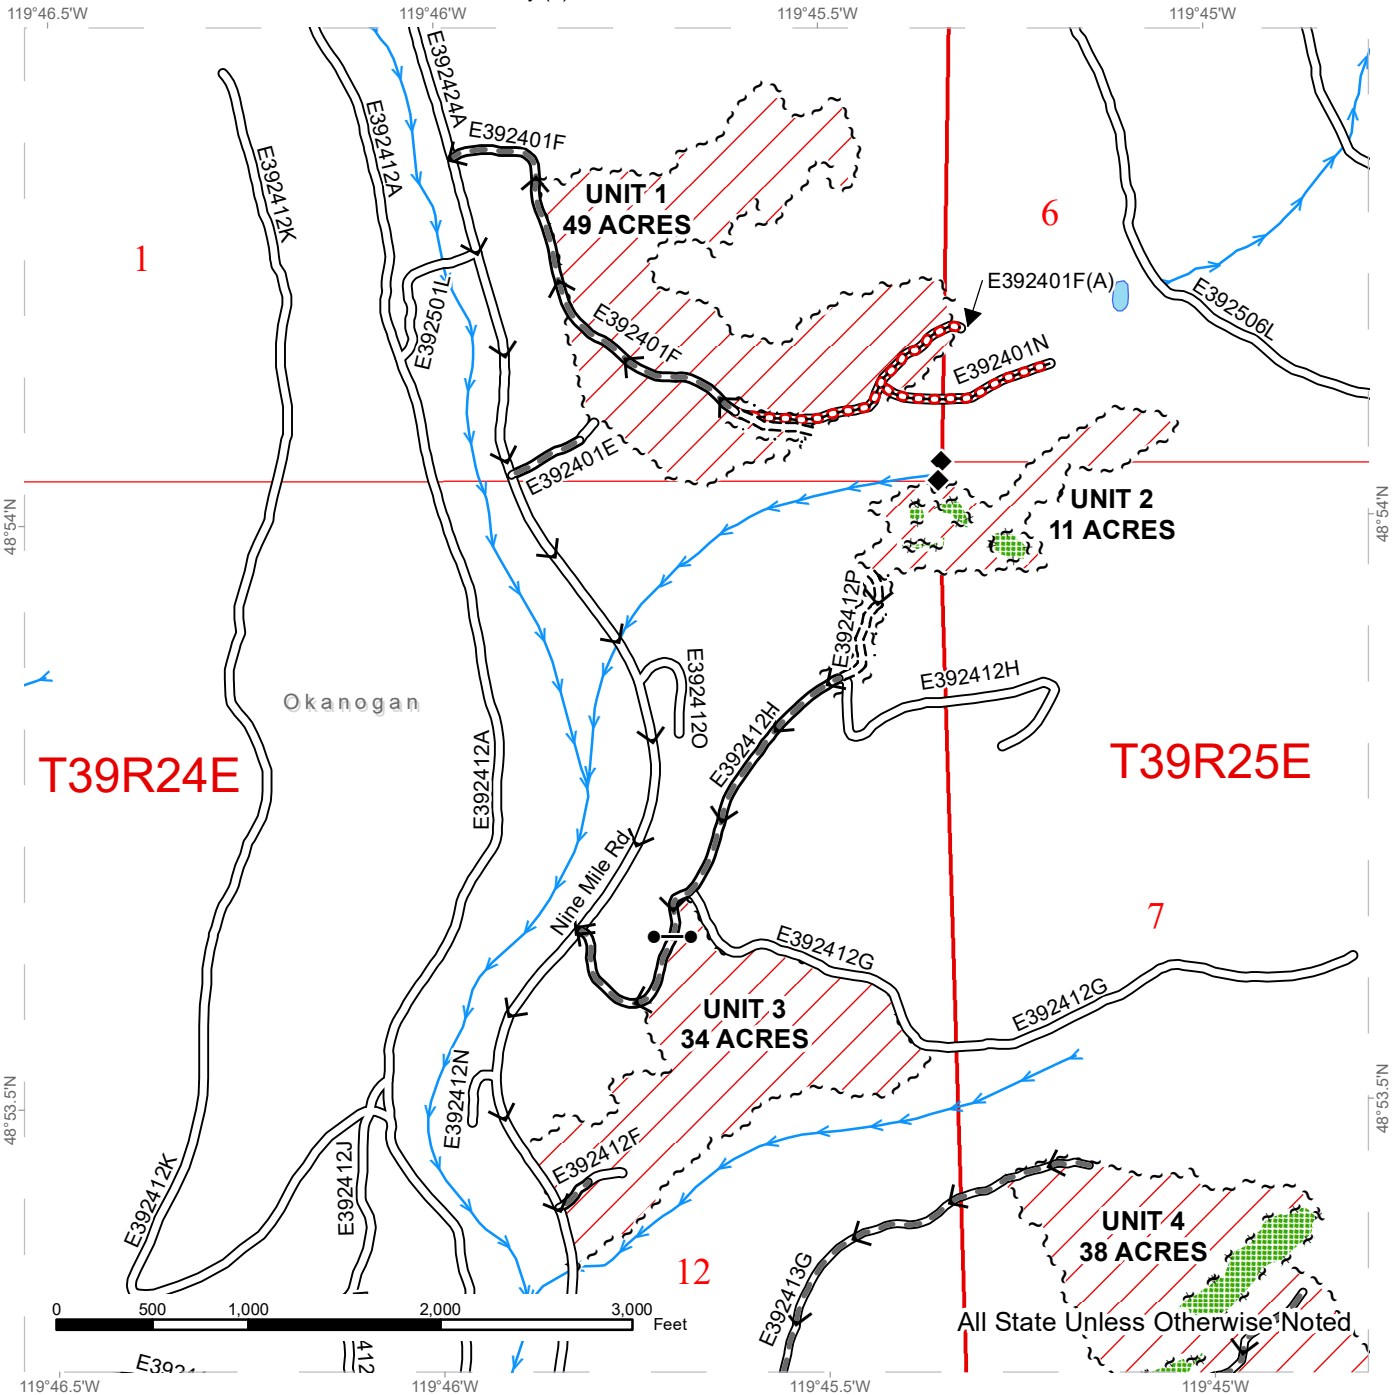 119°46.5'W
119°46'W
119°45.5'W
119°45'W
E392424A
E392412A
E392401F
E392412K
UNIT 1
49 ACRES
6
1
E392401F(A)
E392501L
E392506L
E392401F
E392401N
E392401E
UNIT 2
11 ACRES
48°54'N
48°54'N
E392412P
E392412O
E392412H
Okanogan
E392412H
E392412A
T39R24E
T39R25E
Nine Mile Rd
7
E392412G
E392412G
UNIT 3
34 ACRES
E392412N
48°53.5'N
48°53.5'N
E392412F
E392412J
E392412K
UNIT 4
38 ACRES
12
E392413G
0 500 1,000 2,000 3,000
Feet
All State Unless Otherwise Noted
412
119°46.5'W
119°46'W
119°45.5'W
119°45'W